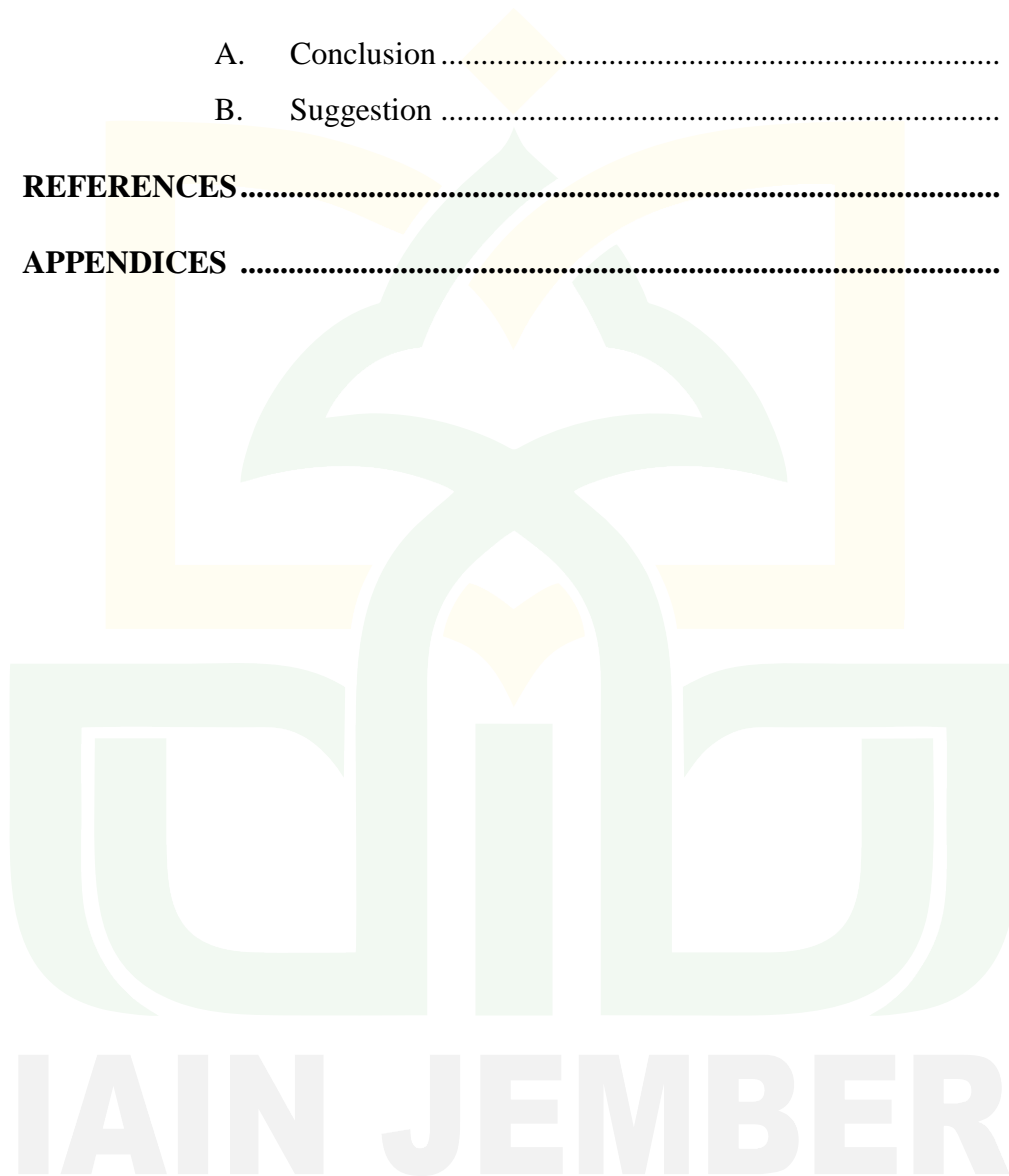 A. Conclusion ......................................................................
B. Suggestion ......................................................................
REFERENCES...............................................................................................
APPENDICES ...............................................................................................
IAIN JEMBER